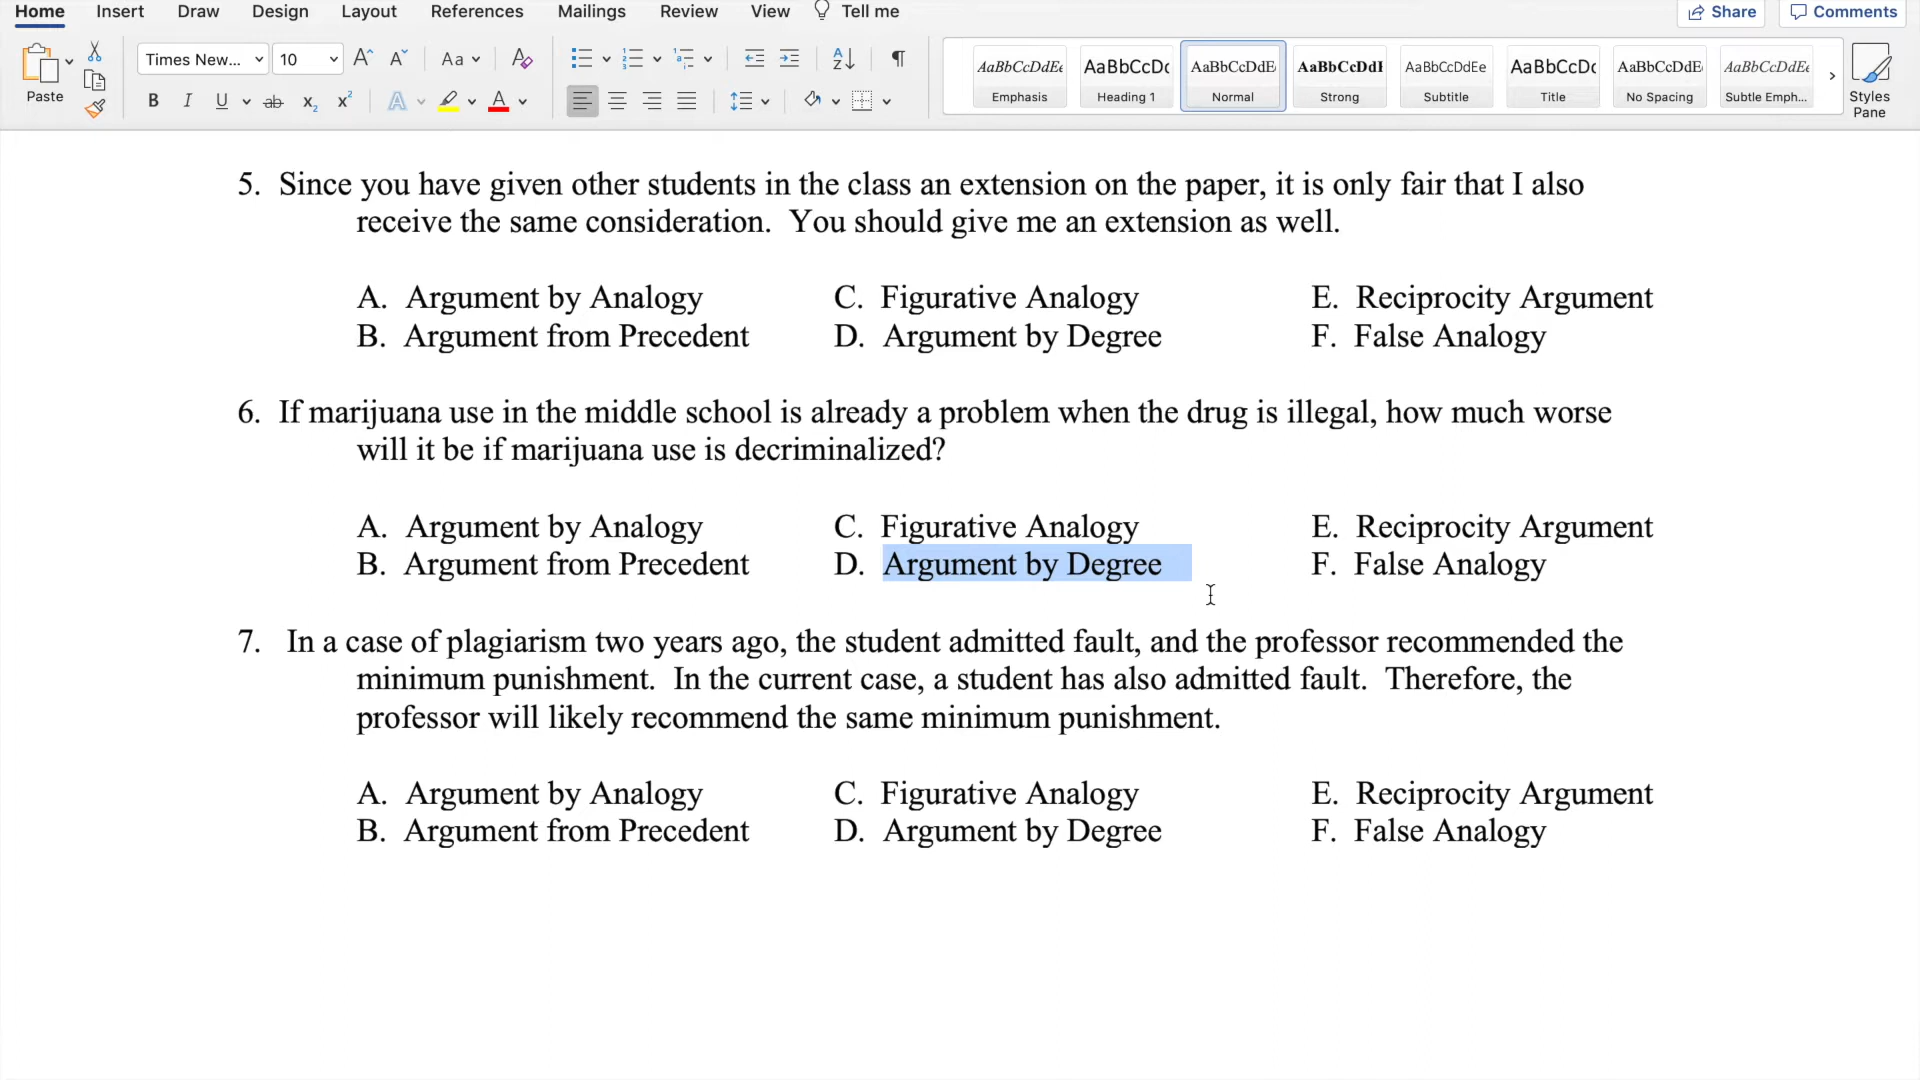 Home Insert Draw Design Layout References Mailings Review View Tell me Share Comments
Times New... 10 Aa
Paste
B I U ab x₂ x² A A
AaBbCcDdEe AaBbCcDc AaBbCcDdE AaBbCcDdI AaBbCcDdEe AaBbCcDc AaBbCcDdE AaBbCcDdEe
Emphasis Heading 1 Normal Strong Subtitle Title No Spacing Subtle Emph... Styles Pane
5. Since you have given other students in the class an extension on the paper, it is only fair that I also
receive the same consideration. You should give me an extension as well.
A. Argument by Analogy C. Figurative Analogy E. Reciprocity Argument
B. Argument from Precedent D. Argument by Degree F. False Analogy
6. If marijuana use in the middle school is already a problem when the drug is illegal, how much worse
will it be if marijuana use is decriminalized?
A. Argument by Analogy C. Figurative Analogy E. Reciprocity Argument
B. Argument from Precedent D. Argument by Degree F. False Analogy
7. In a case of plagiarism two years ago, the student admitted fault, and the professor recommended the
minimum punishment. In the current case, a student has also admitted fault. Therefore, the
professor will likely recommend the same minimum punishment.
A. Argument by Analogy C. Figurative Analogy E. Reciprocity Argument
B. Argument from Precedent D. Argument by Degree F. False Analogy